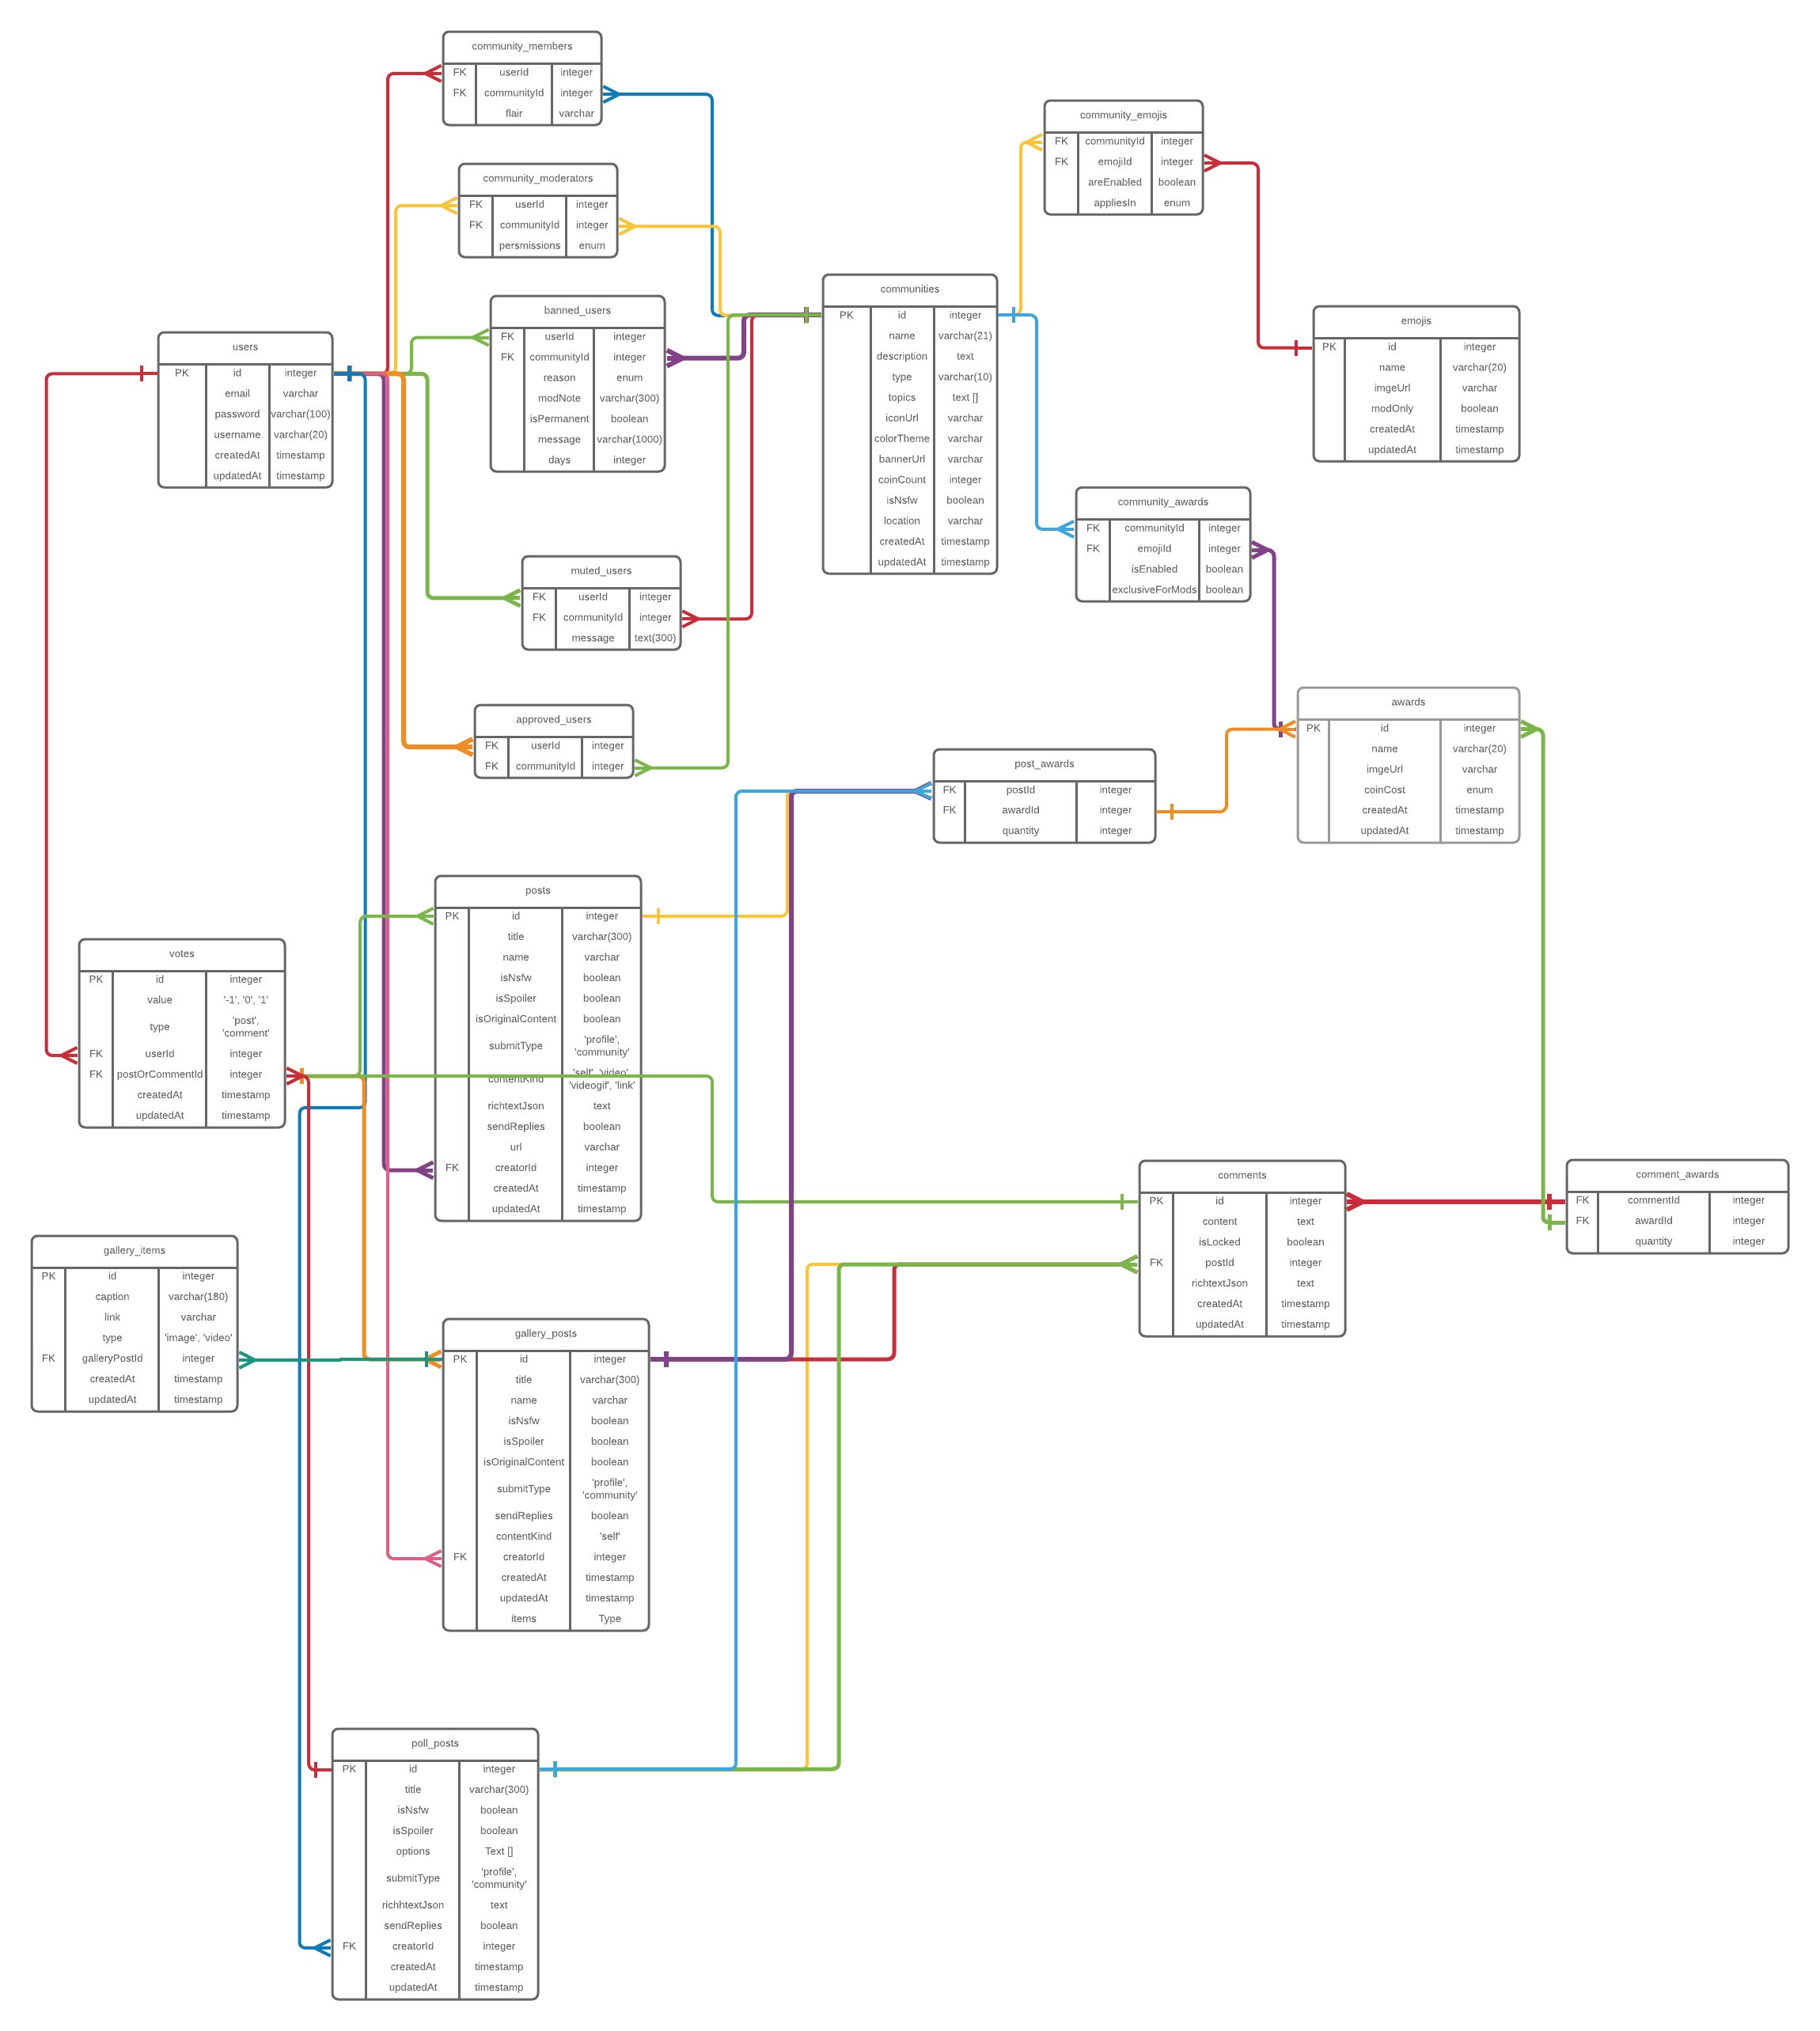 community_members
FK userId integer
FK communityId integer
flair varchar
community_moderators
FK userId integer
FK communityId integer
persmissions enum
banned_users
FK userId integer
FK communityId integer
reason enum
modNote varchar(300)
isPermanent boolean
message varchar(1000)
days integer
users
PK id integer
email varchar
password varchar(100)
username varchar(20)
createdAt timestamp
updatedAt timestamp
muted_users
FK userId integer
FK communityId integer
message text(300)
approved_users
FK userId integer
FK communityId integer
communities
PK id integer
name varchar(21)
description text
type varchar(10)
topics text []
iconUrl varchar
colorTheme varchar
bannerUrl varchar
coinCount integer
isNsfw boolean
location varchar
createdAt timestamp
updatedAt timestamp
community_emojis
FK communityId integer
FK emojiId integer
areEnabled boolean
appliesIn enum
emojis
PK id integer
name varchar(20)
imgeUrl varchar
modOnly boolean
createdAt timestamp
updatedAt timestamp
community_awards
FK communityId integer
FK emojiId integer
isEnabled boolean
exclusiveForMods boolean
awards
PK id integer
name varchar(20)
imgeUrl varchar
coinCost enum
createdAt timestamp
updatedAt timestamp
post_awards
FK postId integer
FK awardId integer
quantity integer
posts
PK id integer
title varchar(300)
name varchar
isNsfw boolean
isSpoiler boolean
isOriginalContent boolean
submitType 'profile',
'community'
contentKind 'self', 'video',
'videogif', 'link'
richtextJson text
sendReplies boolean
url varchar
FK creatorId integer
createdAt timestamp
updatedAt timestamp
votes
PK id integer
value '-1', '0', '1'
type 'post',
'comment'
FK userId integer
FK postOrCommentId integer
createdAt timestamp
updatedAt timestamp
comments
PK id integer
content text
isLocked boolean
FK postId integer
richtextJson text
createdAt timestamp
updatedAt timestamp
comment_awards
FK commentId integer
FK awardId integer
quantity integer
gallery_items
PK id integer
caption varchar(180)
link varchar
type 'image', 'video'
FK galleryPostId integer
createdAt timestamp
updatedAt timestamp
gallery_posts
PK id integer
title varchar(300)
name varchar
isNsfw boolean
isSpoiler boolean
isOriginalContent boolean
submitType 'profile',
'community'
sendReplies boolean
contentKind 'self'
FK creatorId integer
createdAt timestamp
updatedAt timestamp
items Type
poll_posts
PK id integer
title varchar(300)
isNsfw boolean
isSpoiler boolean
options Text []
submitType 'profile',
'community'
richhtextJson text
sendReplies boolean
FK creatorId integer
createdAt timestamp
updatedAt timestamp